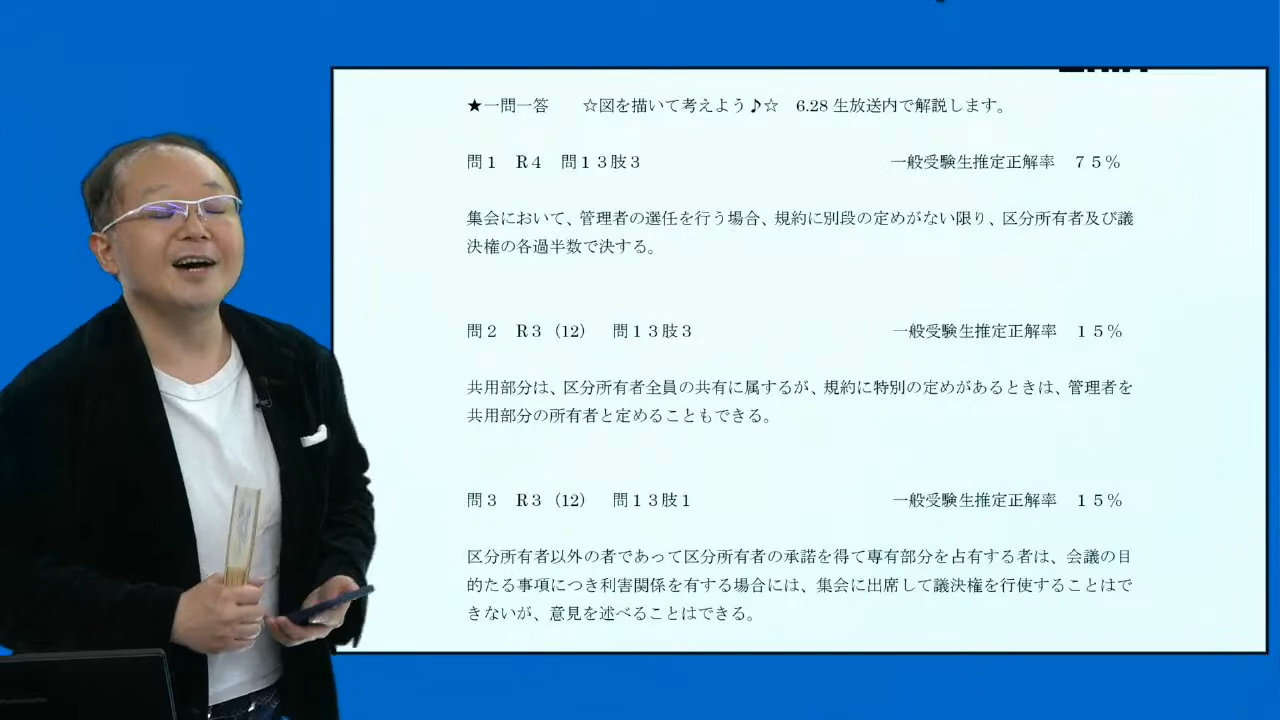 ★一問一答　　☆図を描いて考えよう♪☆　6.28 生放送内で解説します。
問１　R４　問１３肢３　一般受験生推定正解率　７５％
集会において、管理者の選任を行う場合、規約に別段の定めがない限り、区分所有者及び議
決権の各過半数で決する。
問２　R３（12）　問１３肢３　一般受験生推定正解率　１５％
共用部分は、区分所有者全員の共有に属するが、規約に特別の定めがあるときは、管理者を
共用部分の所有者と定めることもできる。
問３　R３（12）　問１３肢１　一般受験生推定正解率　１５％
区分所有者以外の者であって区分所有者の承諾を得て専有部分を占有する者は、会議の目
的たる事項につき利害関係を有する場合には、集会に出席して議決権を行使することはで
きないが、意見を述べることはできる。